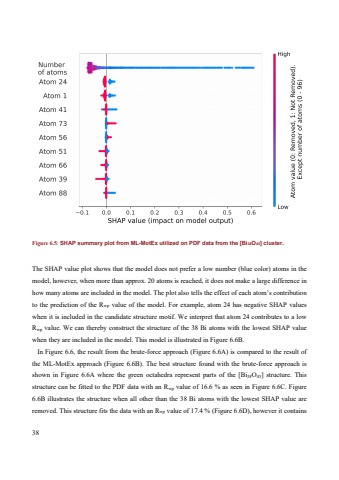 High
Number
of atoms
Atom 24
Atom 1
Atom 41
Atom 73
Atom 56
Atom 51
Atom 66
Atom 39
Atom 88
Atom value (0: Removed, 1: Not Removed).
Except number of atoms (0 - 96)
Low
−0.1 0.0 0.1 0.2 0.3 0.4 0.5 0.6
SHAP value (impact on model output)
Figure 6.5: SHAP summary plot from ML-MotEx utilized on PDF data from the [Bi₃₈O₄₅] cluster.
The SHAP value plot shows that the model does not prefer a low number (blue color) atoms in the
model, however, when more than approx. 20 atoms is reached, it does not make a large difference in
how many atoms are included in the model. The plot also tells the effect of each atom’s contribution
to the prediction of the Rwp value of the model. For example, atom 24 has negative SHAP values
when it is included in the candidate structure motif. We interpret that atom 24 contributes to a low
Rwp value. We can thereby construct the structure of the 38 Bi atoms with the lowest SHAP value
when they are included in the model. This model is illustrated in Figure 6.6B.
In Figure 6.6, the result from the brute-force approach (Figure 6.6A) is compared to the result of
the ML-MotEx approach (Figure 6.6B). The best structure found with the brute-force approach is
shown in Figure 6.6A where the green octahedra represent parts of the [Bi₃₈O₄₅] structure. This
structure can be fitted to the PDF data with an Rwp value of 16.6 % as seen in Figure 6.6C. Figure
6.6B illustrates the structure when all other than the 38 Bi atoms with the lowest SHAP value are
removed. This structure fits the data with an Rwp value of 17.4 % (Figure 6.6D), however it contains
38